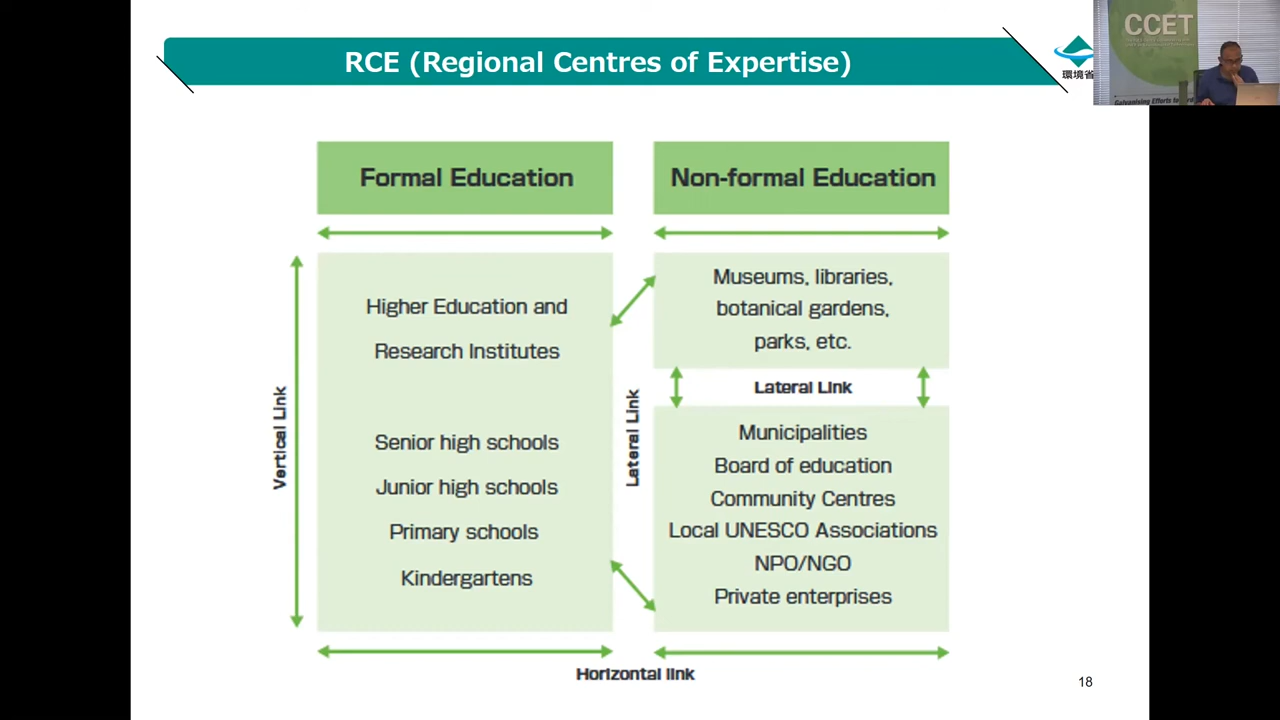 RCE (Regional Centres of Expertise)
環境省
CCET
Formal Education
Non-formal Education
Vertical Link
Higher Education and
Research Institutes
Senior high schools
Junior high schools
Primary schools
Kindergartens
Lateral Link
Museums, libraries,
botanical gardens,
parks, etc.
Lateral Link
Municipalities
Board of education
Community Centres
Local UNESCO Associations
NPO/NGO
Private enterprises
Horizontal link
18